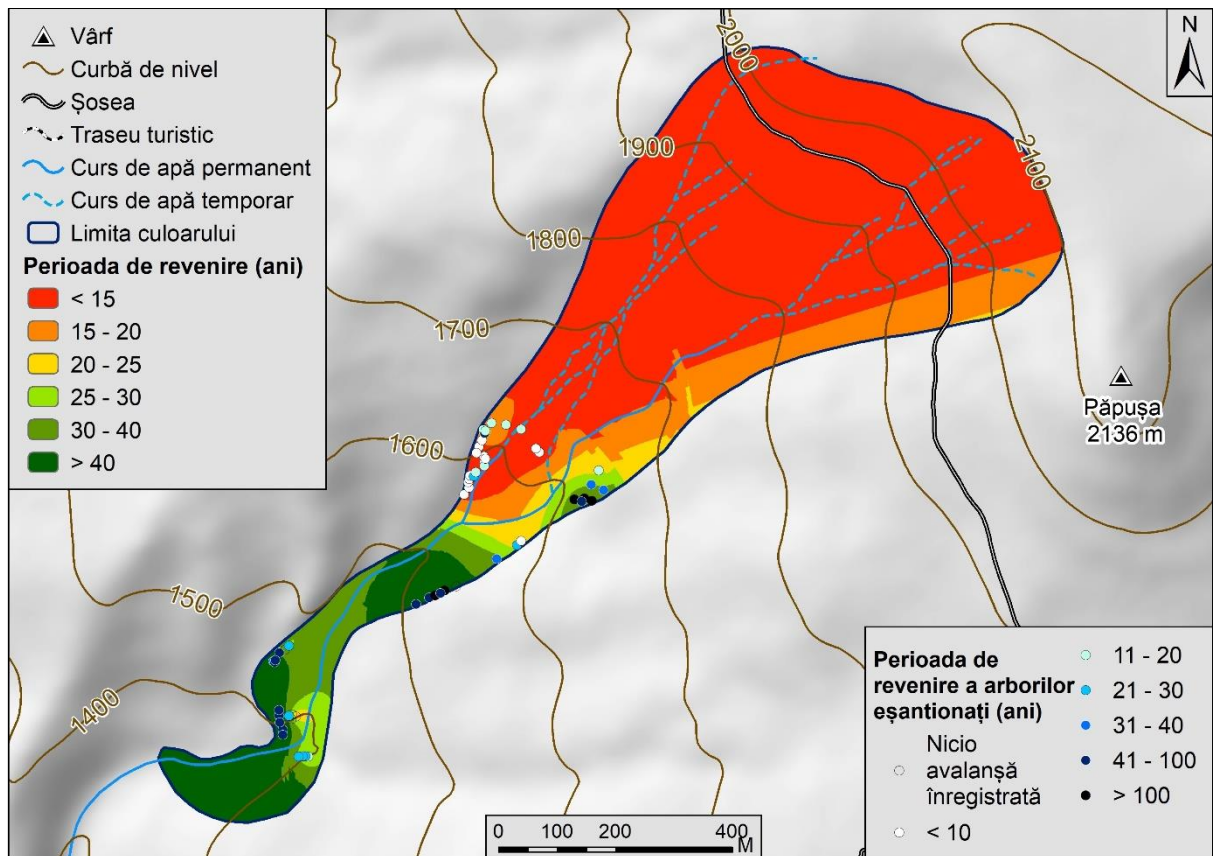 Vârf
Curbă de nivel
Șosea
Traseu turistic
Curs de apă permanent
Curs de apă temporar
Limita culoarului
Perioada de revenire (ani)
< 15
15 - 20
20 - 25
25 - 30
30 - 40
> 40
N
2000
2100
1900
1800
1700
1600
1500
1400
Păpușa
2136 m
0 100 200 400
M
Perioada de
revenire a arborilor
eșantionați (ani)
Nicio
avalanșă
înregistrată
< 10
11 - 20
21 - 30
31 - 40
41 - 100
> 100